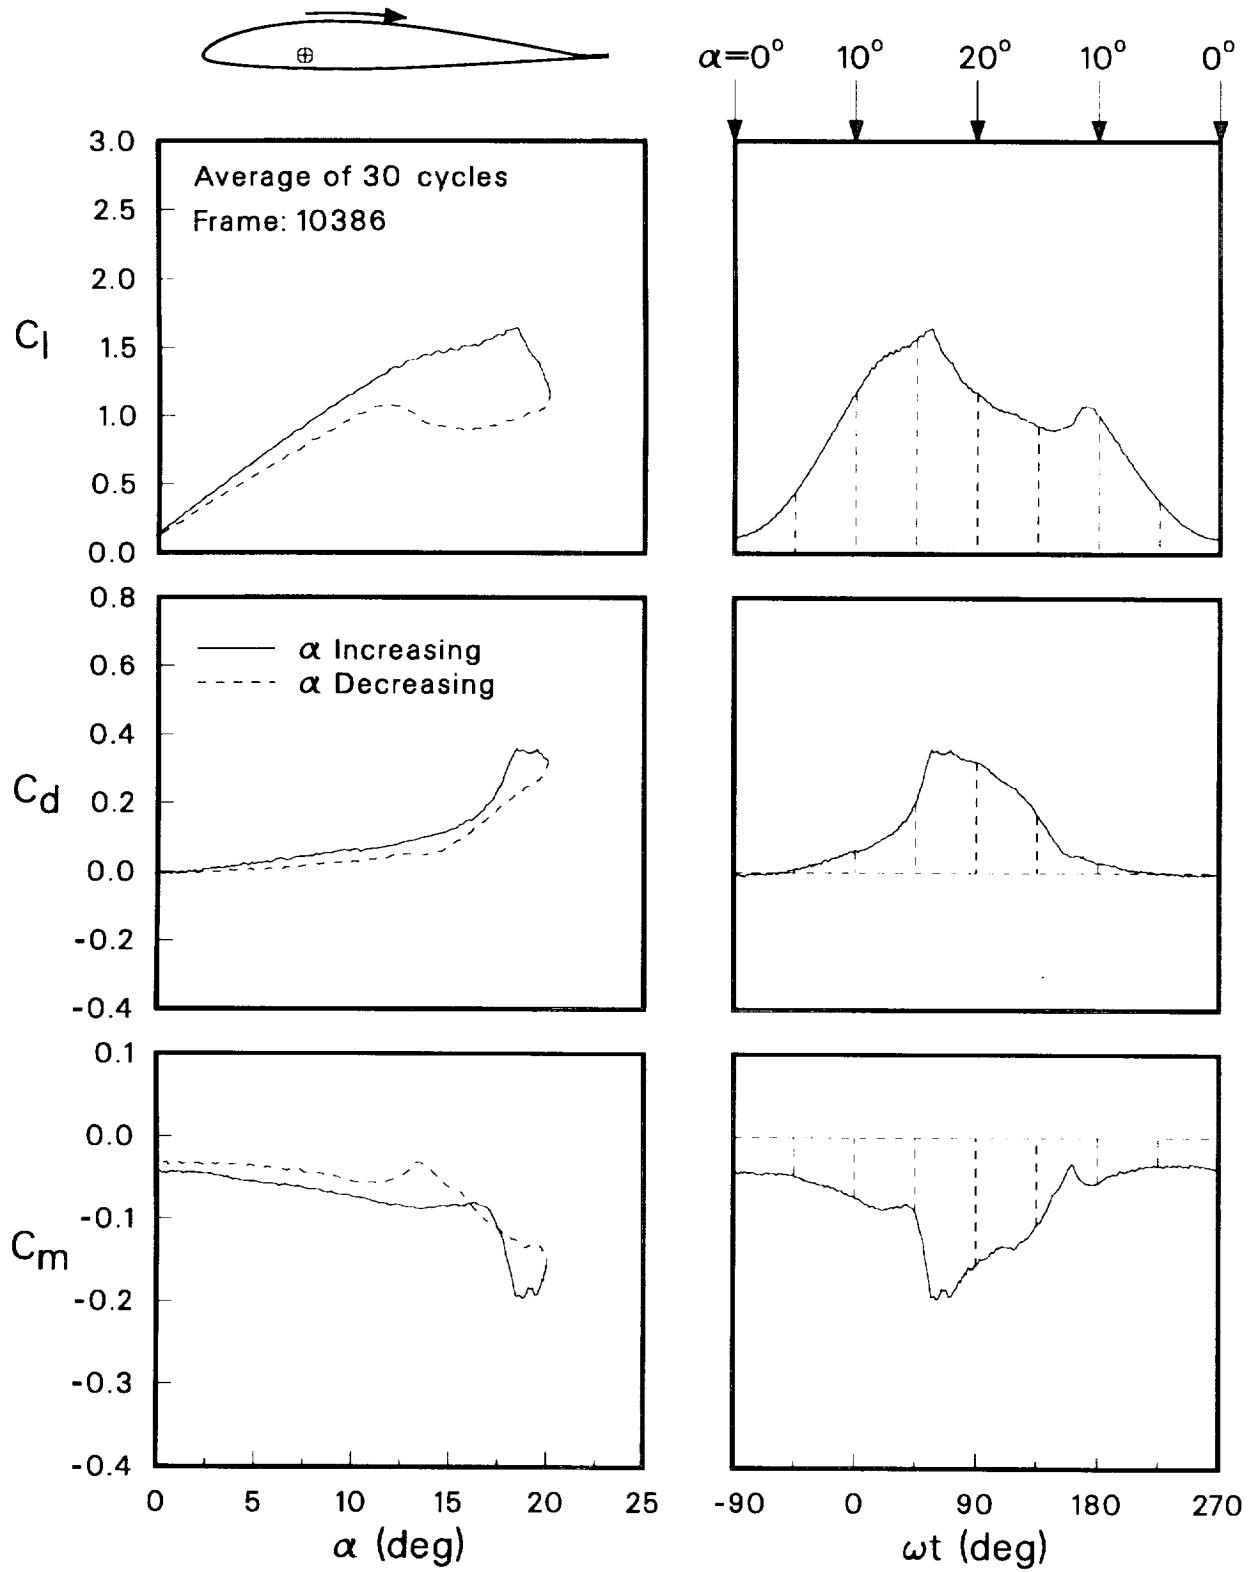 α=0° 10° 20° 10° 0°
3.0
Average of 30 cycles
2.5
Frame: 10386
2.0
1.5
Cl
1.0
0.5
0.0
0.8
0.6
α Increasing
α Decreasing
0.4
Cd
0.2
0.0
-0.2
-0.4
0.1
0.0
-0.1
Cm
-0.2
-0.3
-0.4
0 5 10 15 20 25
α (deg)
-90 0 90 180 270
ωt (deg)